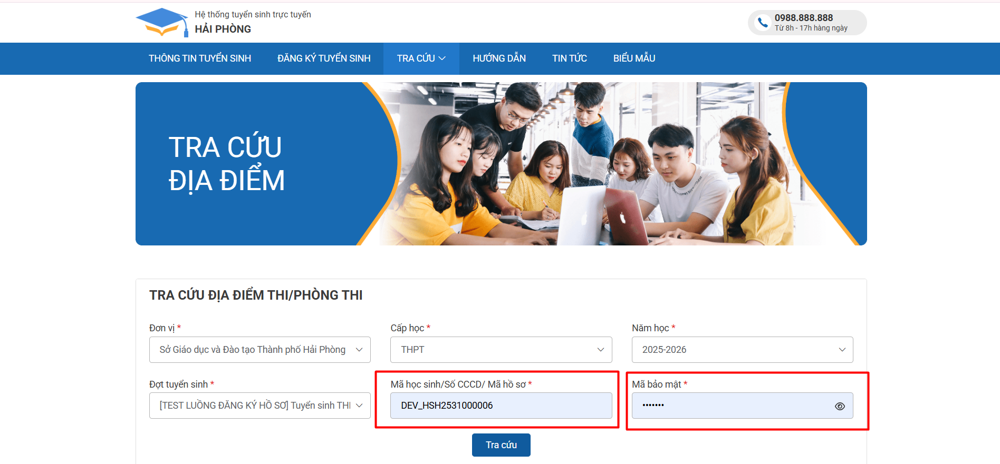 Hệ thống tuyển sinh trực tuyến
HẢI PHÒNG
0988.888.888
Từ 8h - 17h hàng ngày
THÔNG TIN TUYỂN SINH
ĐĂNG KÝ TUYỂN SINH
TRA CỨU
HƯỚNG DẪN
TIN TỨC
BIỂU MẪU
TRA CỨU
ĐỊA ĐIỂM
TRA CỨU ĐỊA ĐIỂM THI/PHÒNG THI
Đơn vị *
Cấp học *
Năm học *
Sở Giáo dục và Đào tạo Thành phố Hải Phòng
THPT
2025-2026
Đợt tuyển sinh *
Mã học sinh/Số CCCD/ Mã hồ sơ *
Mã bảo mật *
[TEST LUỒNG ĐĂNG KÝ HỒ SƠ] Tuyển sinh TH
DEV_HSH2531000006
•••••••
Tra cứu